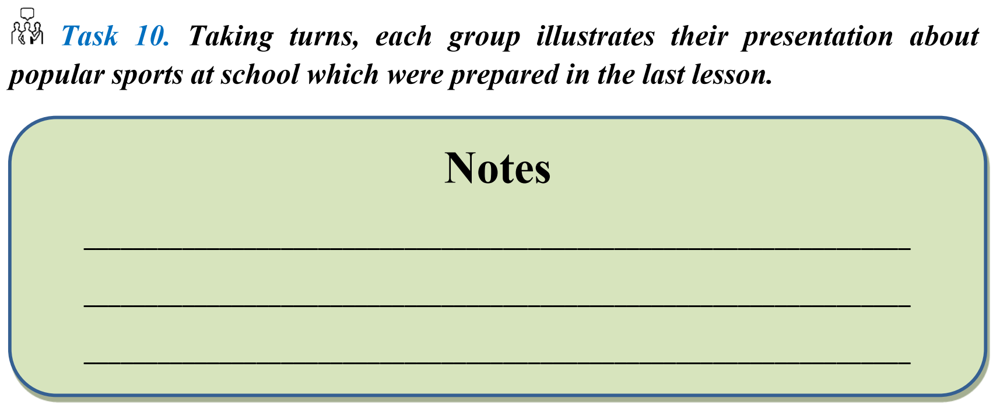 Task 10. Taking turns, each group illustrates their presentation about
popular sports at school which were prepared in the last lesson.
Notes